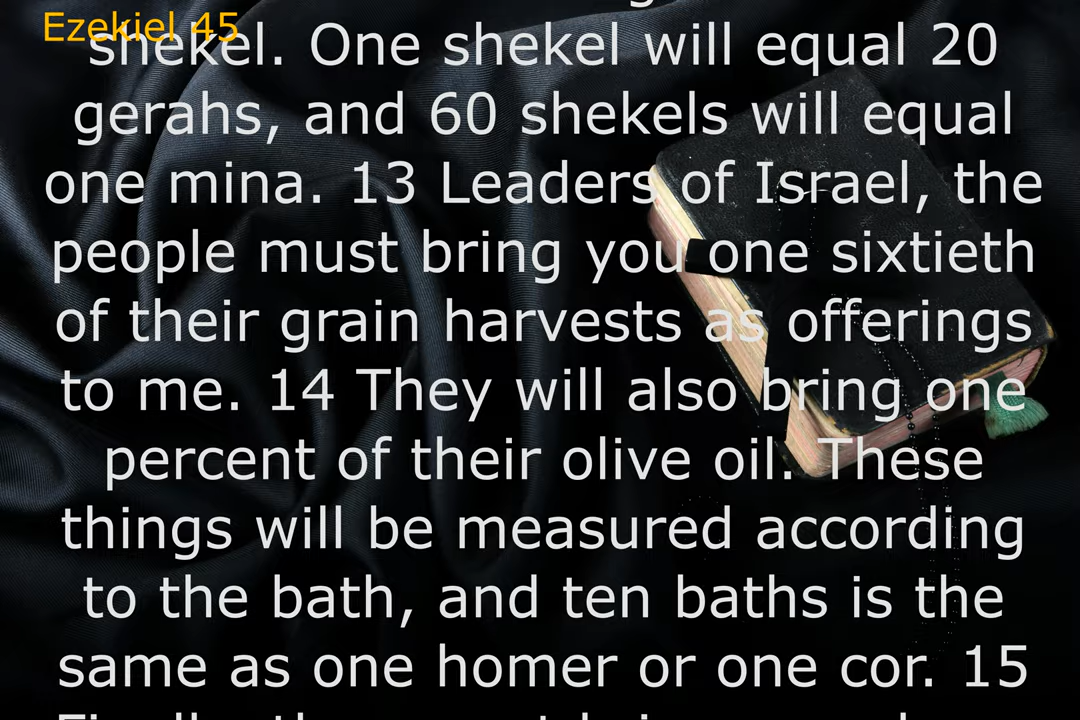 Ezekiel 45
shekel. One shekel will equal 20
gerahs, and 60 shekels will equal
one mina. 13 Leaders of Israel, the
people must bring you one sixtieth
of their grain harvests as offerings
to me. 14 They will also bring one
percent of their olive oil. These
things will be measured according
to the bath, and ten baths is the
same as one homer or one cor. 15